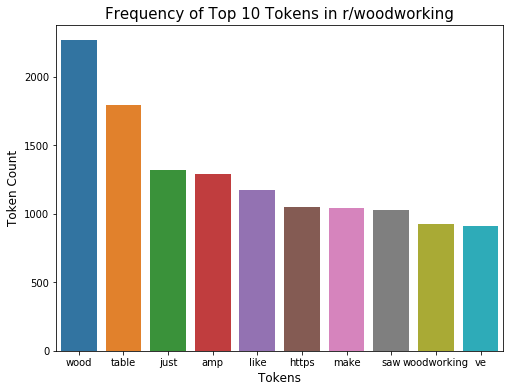 Frequency of Top 10 Tokens in r/woodworking
Token Count
2000
1500
1000
500
0
wood table just amp like https make saw woodworking ve
Tokens